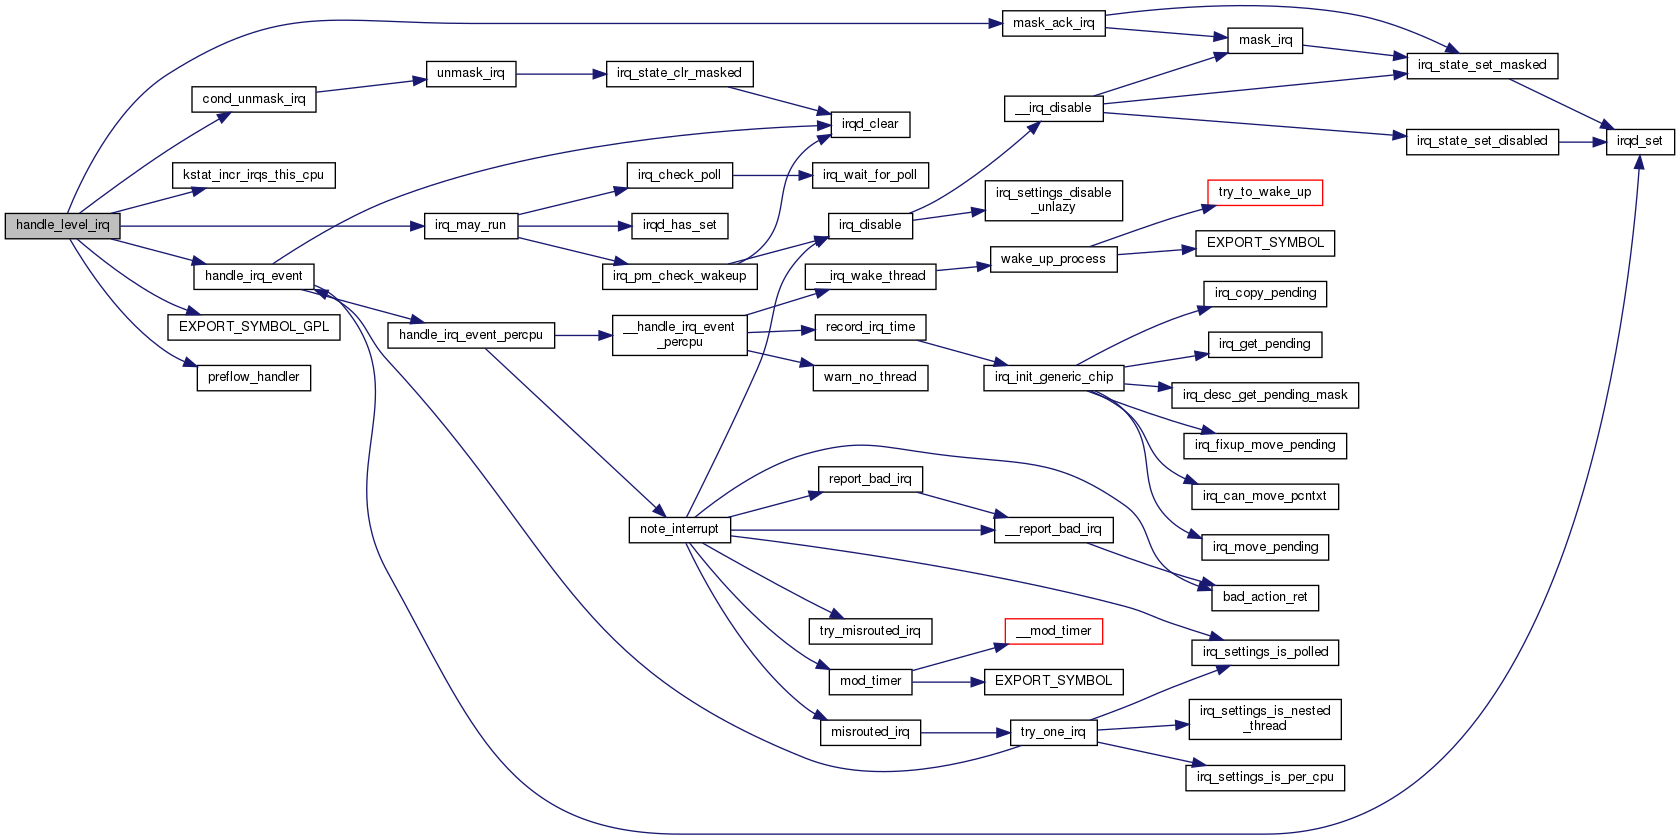 handle_level_irq
cond_unmask_irq
kstat_incr_irqs_this_cpu
handle_irq_event
EXPORT_SYMBOL_GPL
preflow_handler
unmask_irq
irq_may_run
handle_irq_event_percpu
irq_state_clr_masked
irq_check_poll
irqd_has_set
irq_pm_check_wakeup
__handle_irq_event
_percpu
note_interrupt
irqd_clear
irq_wait_for_poll
irq_disable
__irq_wake_thread
record_irq_time
warn_no_thread
report_bad_irq
try_misrouted_irq
mod_timer
misrouted_irq
mask_ack_irq
__irq_disable
irq_settings_disable
_unlazy
wake_up_process
irq_init_generic_chip
__report_bad_irq
__mod_timer
EXPORT_SYMBOL
try_one_irq
mask_irq
try_to_wake_up
EXPORT_SYMBOL
irq_copy_pending
irq_get_pending
irq_desc_get_pending_mask
irq_fixup_move_pending
irq_can_move_pcntxt
irq_move_pending
bad_action_ret
irq_settings_is_polled
irq_settings_is_nested
_thread
irq_settings_is_per_cpu
irq_state_set_masked
irq_state_set_disabled
irqd_set